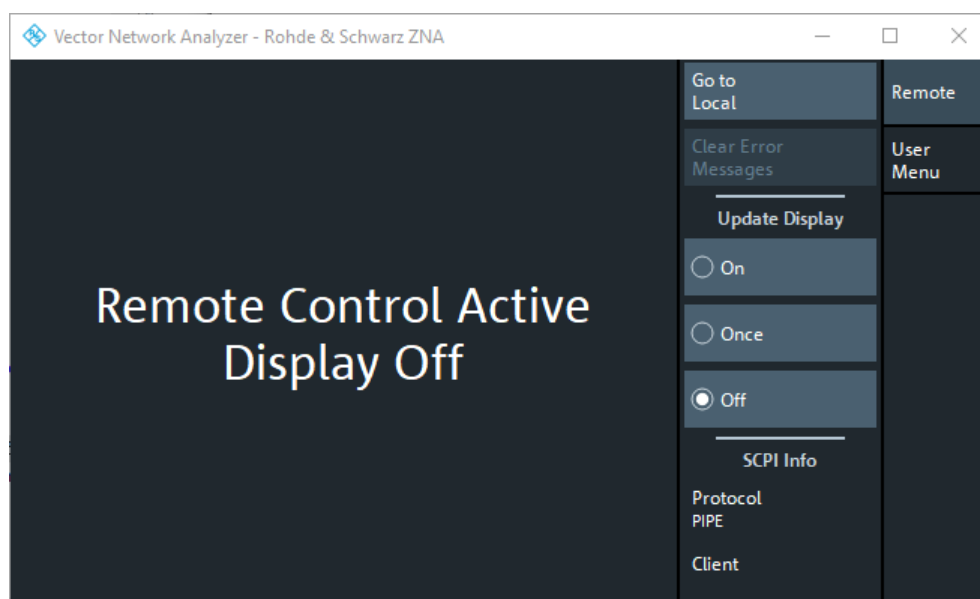 Vector Network Analyzer - Rohde & Schwarz ZNA
Remote Control Active
Display Off
Go to
Local
Clear Error
Messages
Update Display
On
Once
Off
SCPI Info
Protocol
PIPE
Client
Remote
User
Menu